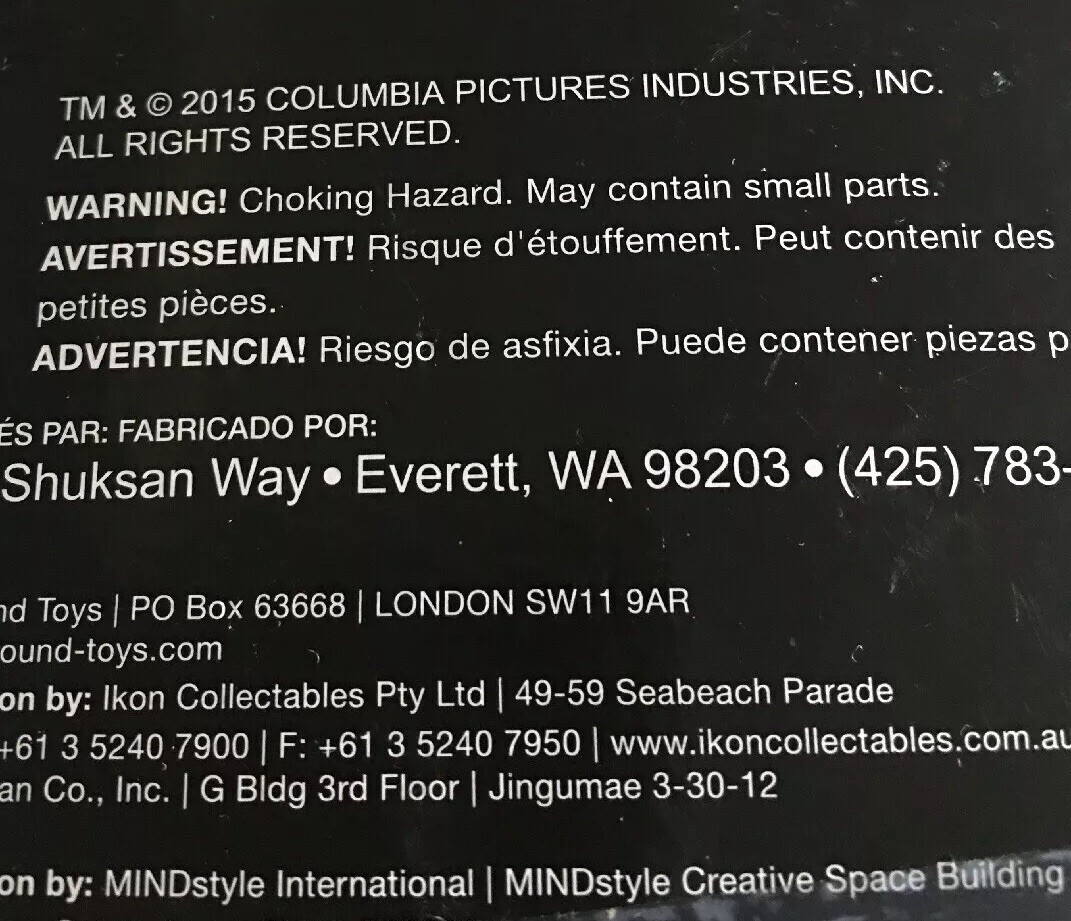 TM & © 2015 COLUMBIA PICTURES INDUSTRIES, INC.
ALL RIGHTS RESERVED.
WARNING! Choking Hazard. May contain small parts.
AVERTISSEMENT! Risque d'étouffement. Peut contenir des
petites pièces.
ADVERTENCIA! Riesgo de asfixia. Puede contener piezas p
ÉS PAR: FABRICADO POR:
Shuksan Way • Everett, WA 98203 • (425) 783-
nd Toys | PO Box 63668 | LONDON SW11 9AR
ound-toys.com
on by: Ikon Collectables Pty Ltd | 49-59 Seabeach Parade
+61 3 5240 7900 | F: +61 3 5240 7950 | www.ikoncollectables.com.au
an Co., Inc. | G Bldg 3rd Floor | Jingumae 3-30-12
on by: MINDstyle International | MINDstyle Creative Space Building